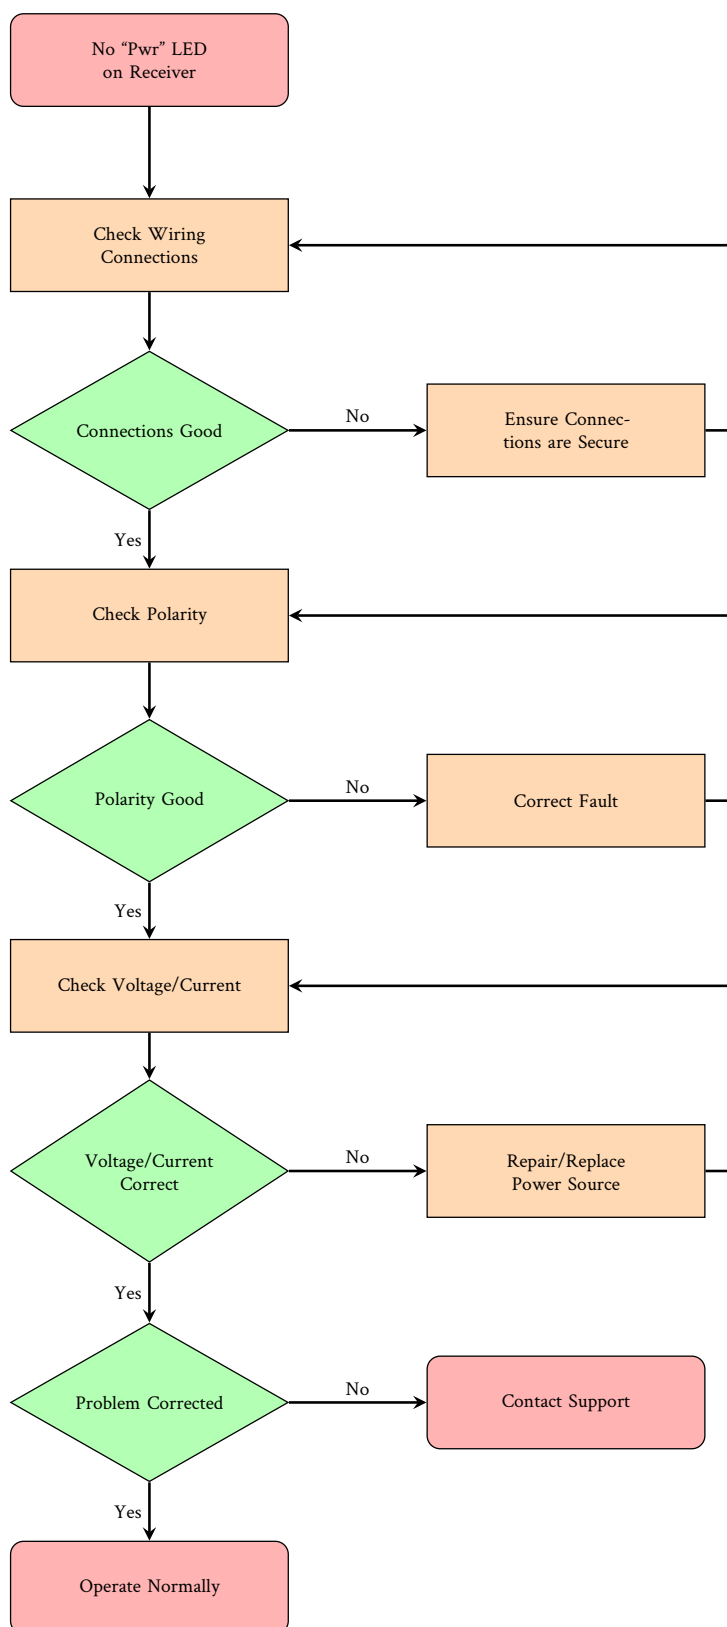 No “Pwr” LED
on Receiver
Check Wiring
Connections
Connections Good
No
Ensure Connec-
tions are Secure
Yes
Check Polarity
Polarity Good
No
Correct Fault
Yes
Check Voltage/Current
Voltage/Current
Correct
No
Repair/Replace
Power Source
Yes
Problem Corrected
No
Contact Support
Yes
Operate Normally